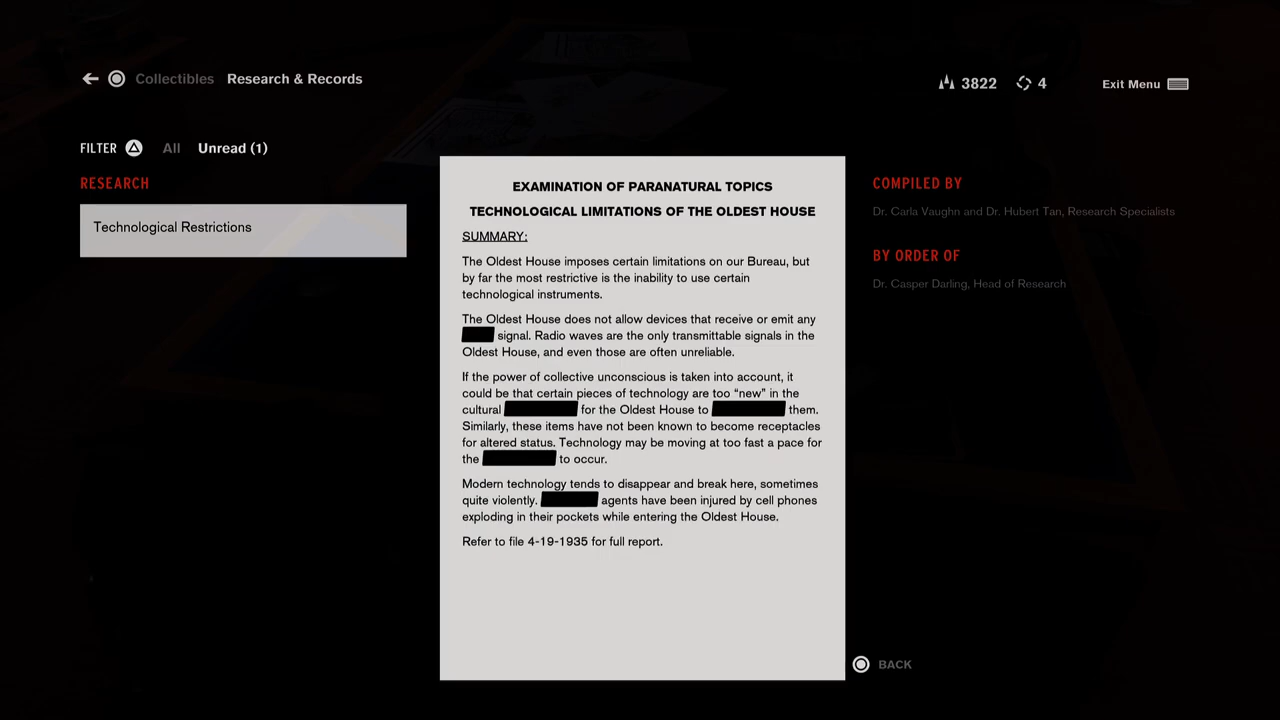 Collectibles Research & Records
3822 4 Exit Menu
FILTER All Unread (1)
RESEARCH
Technological Restrictions
EXAMINATION OF PARANATURAL TOPICS
TECHNOLOGICAL LIMITATIONS OF THE OLDEST HOUSE
SUMMARY:
The Oldest House imposes certain limitations on our Bureau, but
by far the most restrictive is the inability to use certain
technological instruments.
The Oldest House does not allow devices that receive or emit any
signal. Radio waves are the only transmittable signals in the
Oldest House, and even those are often unreliable.
If the power of collective unconscious is taken into account, it
could be that certain pieces of technology are too “new” in the
cultural for the Oldest House to them.
Similarly, these items have not been known to become receptacles
for altered status. Technology may be moving at too fast a pace for
the to occur.
Modern technology tends to disappear and break here, sometimes
quite violently. agents have been injured by cell phones
exploding in their pockets while entering the Oldest House.
Refer to file 4-19-1935 for full report.
COMPILED BY
Dr. Carla Vaughn and Dr. Hubert Tan, Research Specialists
BY ORDER OF
Dr. Casper Darling, Head of Research
BACK